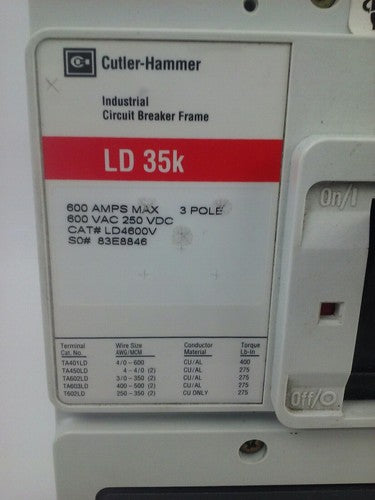 Cutler-Hammer
Industrial
Circuit Breaker Frame
LD 35k
600 AMPS MAX 3 POLE
600 VAC 250 VDC
CAT# LD4600V
SO# 83E8846
On/I
Off/O
Terminal Wire Size Conductor Torque
Cat. No. AWG/MCM Material Lb-In
TA401LD 4/0 - 600 CU/AL 400
TA450LD 4 - 4/0 (2) CU/AL 275
TA602LD 3/0 - 350 (2) CU/AL 275
TA603LD 400 - 500 (2) CU/AL 275
T602LD 250 - 350 (2) CU ONLY 275